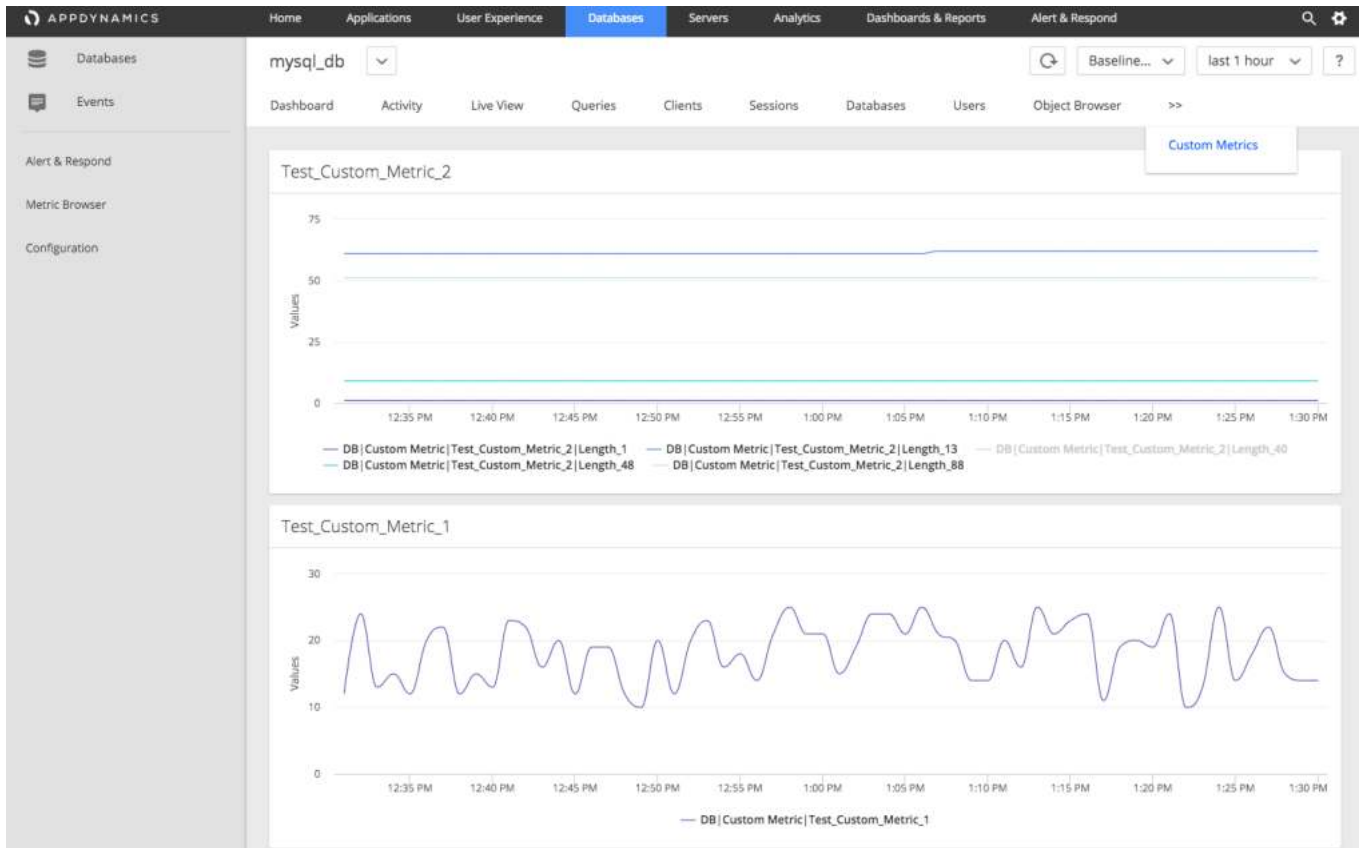 APPDYNAMICS Home Applications User Experience Databases Servers Analytics Dashboards & Reports Alert & Respond
Databases
Events
Alert & Respond
Metric Browser
Configuration
mysql_db Baseline... last 1 hour ?
Dashboard Activity Live View Queries Clients Sessions Databases Users Object Browser >>
Custom Metrics
Test_Custom_Metric_2
75
50
25
0
Values
12:35 PM 12:40 PM 12:45 PM 12:50 PM 12:55 PM 1:00 PM 1:05 PM 1:10 PM 1:15 PM 1:20 PM 1:25 PM 1:30 PM
DB|Custom Metric|Test_Custom_Metric_2|Length_1 DB|Custom Metric|Test_Custom_Metric_2|Length_13 DB|Custom Metric|Test_Custom_Metric_2|Length_40
DB|Custom Metric|Test_Custom_Metric_2|Length_48 DB|Custom Metric|Test_Custom_Metric_2|Length_88
Test_Custom_Metric_1
30
20
10
0
Values
12:35 PM 12:40 PM 12:45 PM 12:50 PM 12:55 PM 1:00 PM 1:05 PM 1:10 PM 1:15 PM 1:20 PM 1:25 PM 1:30 PM
DB|Custom Metric|Test_Custom_Metric_1